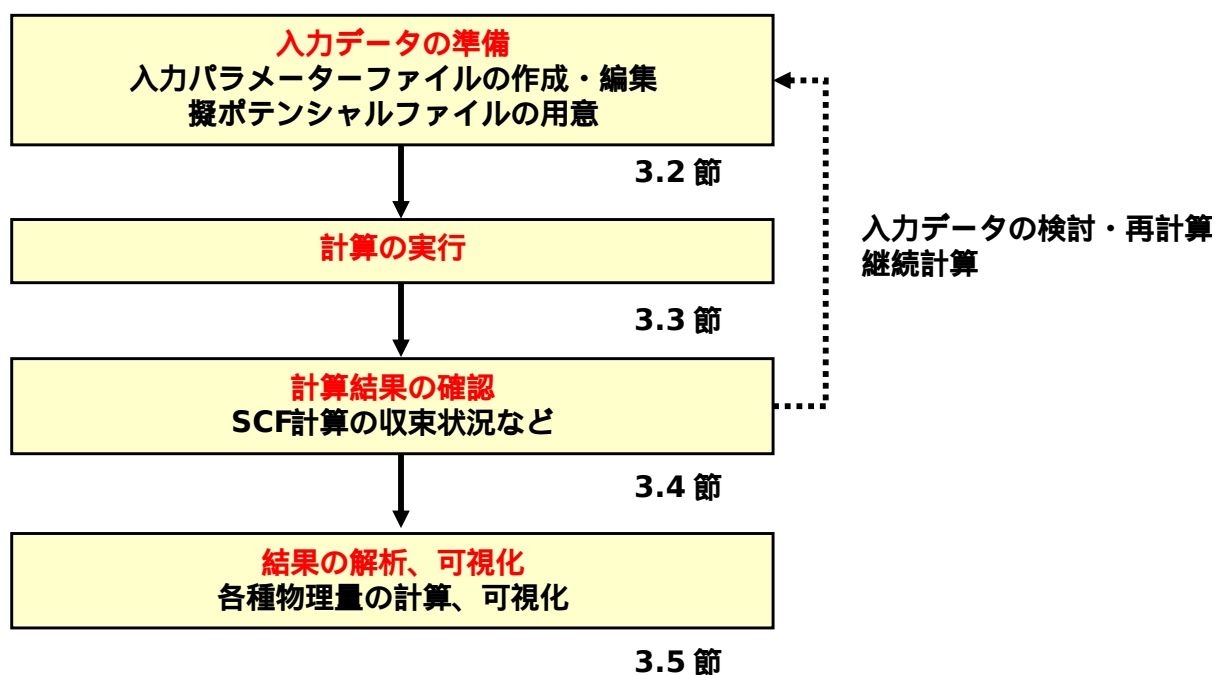 入力データの準備
入力パラメーターファイルの作成・編集
擬ポテンシャルファイルの用意
3.2 節
計算の実行
入力データの検討・再計算
継続計算
3.3 節
計算結果の確認
SCF計算の収束状況など
3.4 節
結果の解析、可視化
各種物理量の計算、可視化
3.5 節